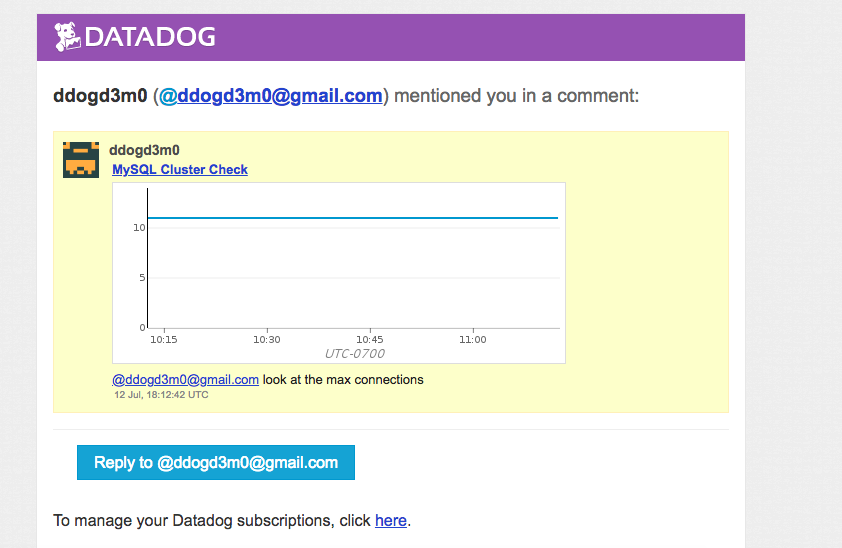 DATADOG
ddogd3m0 (@ddogd3m0@gmail.com) mentioned you in a comment:
ddogd3m0
MySQL Cluster Check
10
5
0
10:15 10:30 10:45 11:00
UTC-0700
@ddogd3m0@gmail.com look at the max connections
12 Jul, 18:12:42 UTC
Reply to @ddogd3m0@gmail.com
To manage your Datadog subscriptions, click here.